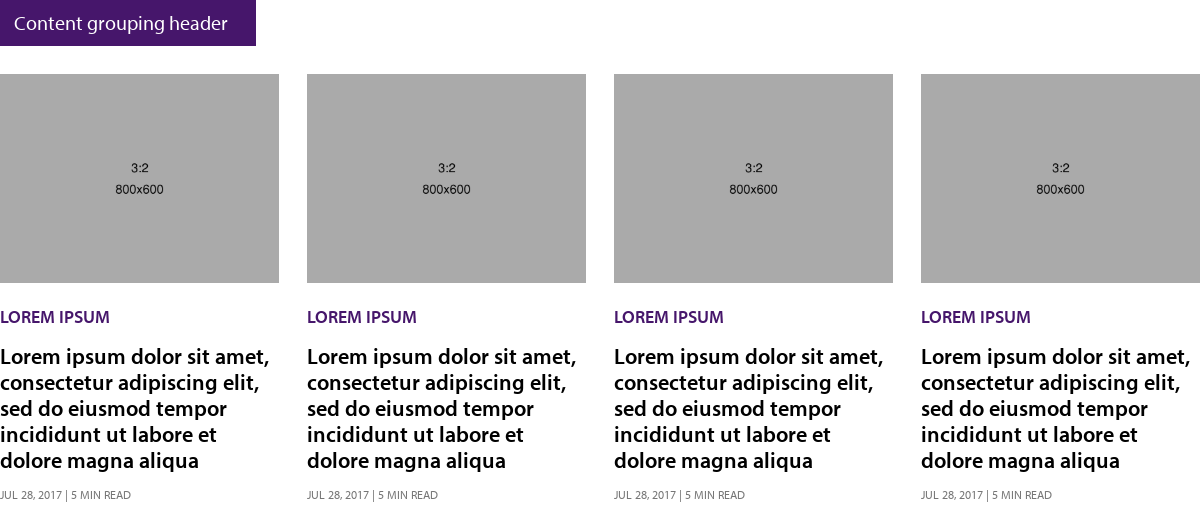 Content grouping header
3:2
800x600
3:2
800x600
3:2
800x600
3:2
800x600
LOREM IPSUM
Lorem ipsum dolor sit amet,
consectetur adipiscing elit,
sed do eiusmod tempor
incididunt ut labore et
dolore magna aliqua
JUL 28, 2017 | 5 MIN READ
LOREM IPSUM
Lorem ipsum dolor sit amet,
consectetur adipiscing elit,
sed do eiusmod tempor
incididunt ut labore et
dolore magna aliqua
JUL 28, 2017 | 5 MIN READ
LOREM IPSUM
Lorem ipsum dolor sit amet,
consectetur adipiscing elit,
sed do eiusmod tempor
incididunt ut labore et
dolore magna aliqua
JUL 28, 2017 | 5 MIN READ
LOREM IPSUM
Lorem ipsum dolor sit amet,
consectetur adipiscing elit,
sed do eiusmod tempor
incididunt ut labore et
dolore magna aliqua
JUL 28, 2017 | 5 MIN READ